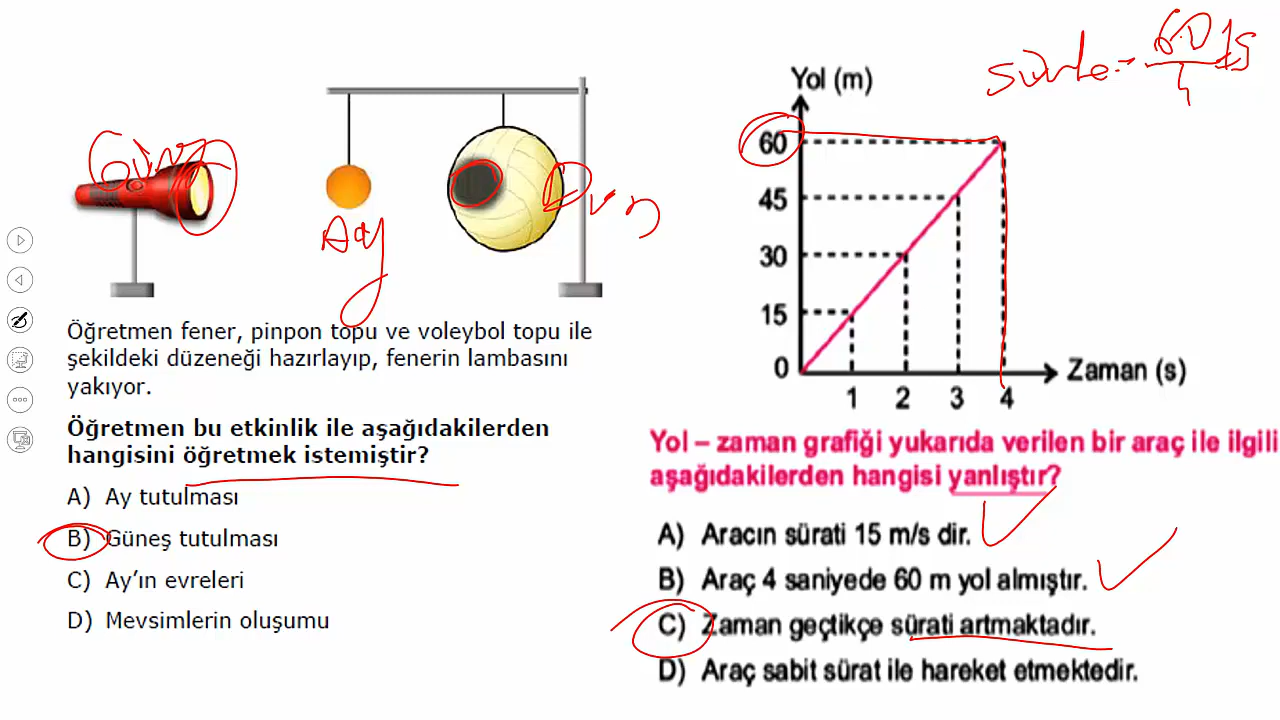 Ay
Öğretmen fener, pinpon topu ve voleybol topu ile
şekildeki düzeneği hazırlayıp, fenerin lambasını
yakıyor.
Öğretmen bu etkinlik ile aşağıdakilerden
hangisini öğretmek istemiştir?
A) Ay tutulması
B) Güneş tutulması
C) Ay’ın evreleri
D) Mevsimlerin oluşumu
Yol (m)
60
45
30
15
0
1 2 3 4
Zaman (s)
Yol – zaman grafiği yukarıda verilen bir araç ile ilgili
aşağıdakilerden hangisi yanlıştır?
A) Aracın sürati 15 m/s dir.
B) Araç 4 saniyede 60 m yol almıştır.
C) Zaman geçtikçe sürati artmaktadır.
D) Araç sabit sürat ile hareket etmektedir.